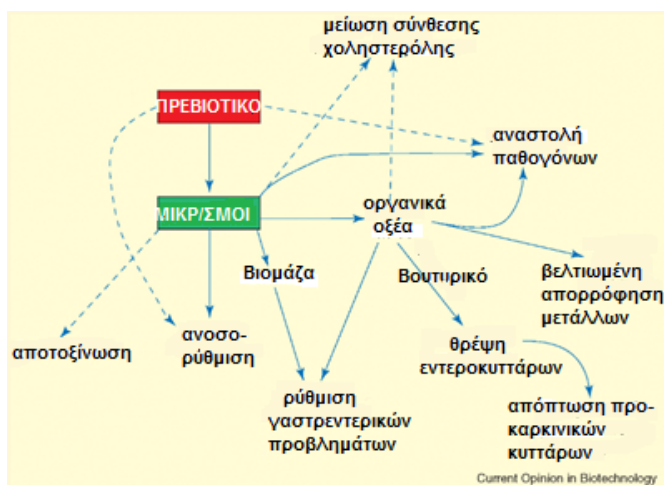 μείωση σύνθεσης
χοληστερόλης
ΠΡΕΒΙΟΤΙΚΟ
αναστολή
παθογόνων
ΜΙΚΡ/ΣΜΟΙ
οργανικά
οξέα
Βιομάζα
Βουτυρικό
βελτιωμένη
απορρόφηση
μετάλλων
αποτοξίνωση
ανοσο-
ρύθμιση
θρέψη
εντεροκυττάρων
ρύθμιση
γαστρεντερικών
προβλημάτων
απόπτωση προ-
καρκινικών
κυττάρων
Current Opinion in Biotechnology